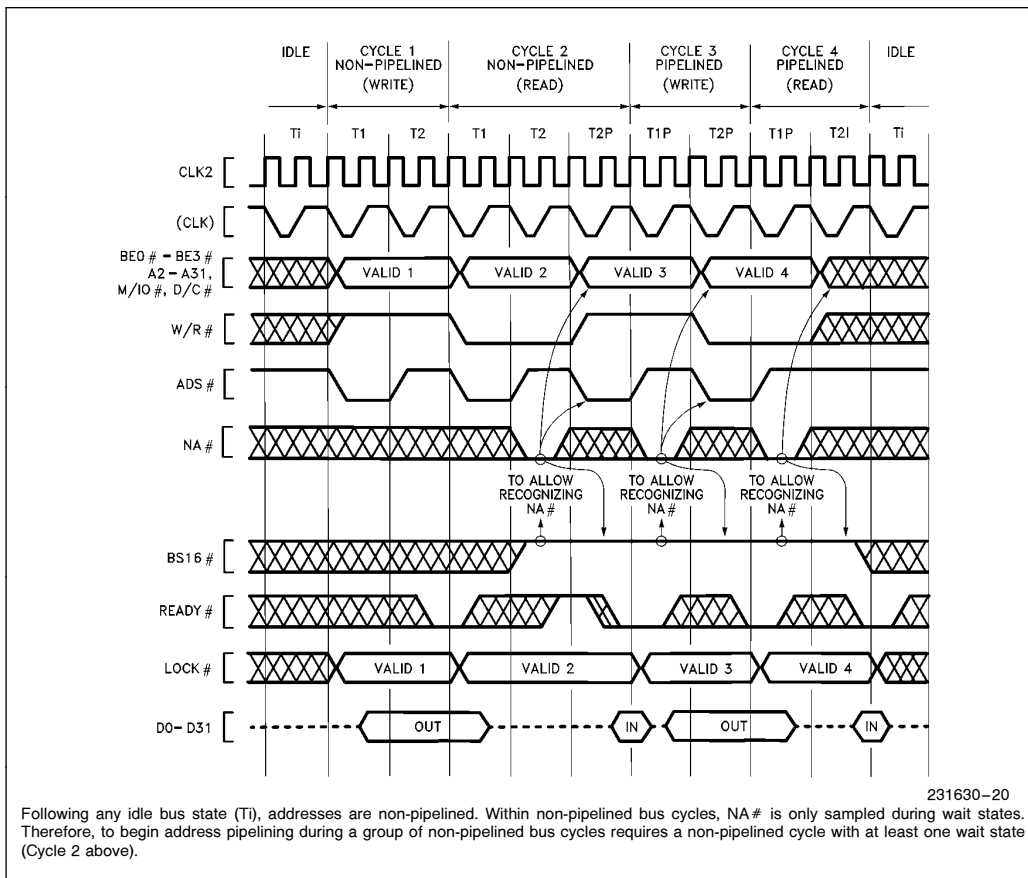 IDLE CYCLE 1 CYCLE 2 CYCLE 3 CYCLE 4 IDLE
NON-PIPELINED NON-PIPELINED PIPELINED PIPELINED
(WRITE) (READ) (WRITE) (READ)
Ti T1 T2 T1 T2 T2P T1P T2P T1P T2I Ti
CLK2
(CLK)
BE0 # - BE3 #
A2 - A31,
M/IO #, D/C #
VALID 1 VALID 2 VALID 3 VALID 4
W/R #
ADS #
NA #
TO ALLOW TO ALLOW TO ALLOW
RECOGNIZING RECOGNIZING RECOGNIZING
NA # NA # NA #
BS16 #
READY #
LOCK # VALID 1 VALID 2 VALID 3 VALID 4
D0 - D31 OUT IN OUT IN
231630–20
Following any idle bus state (Ti), addresses are non-pipelined. Within non-pipelined bus cycles, NA# is only sampled during wait states.
Therefore, to begin address pipelining during a group of non-pipelined bus cycles requires a non-pipelined cycle with at least one wait state
(Cycle 2 above).